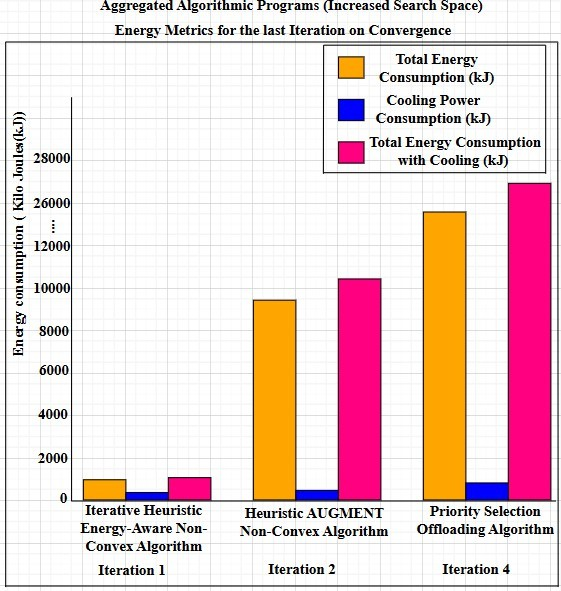 Aggregated Algorithmic Programs (Increased Search Space)
Energy Metrics for the last Iteration on Convergence
Total Energy
Consumption (kJ)
Cooling Power
Consumption (kJ)
Total Energy Consumption
with Cooling (kJ)
Energy consumption ( Kilo Joules(kJ))
28000
26000
....
12000
10000
8000
6000
4000
2000
0
Iterative Heuristic
Energy-Aware Non-
Convex Algorithm
Heuristic AUGMENT
Non-Convex Algorithm
Priority Selection
Offloading Algorithm
Iteration 1
Iteration 2
Iteration 4